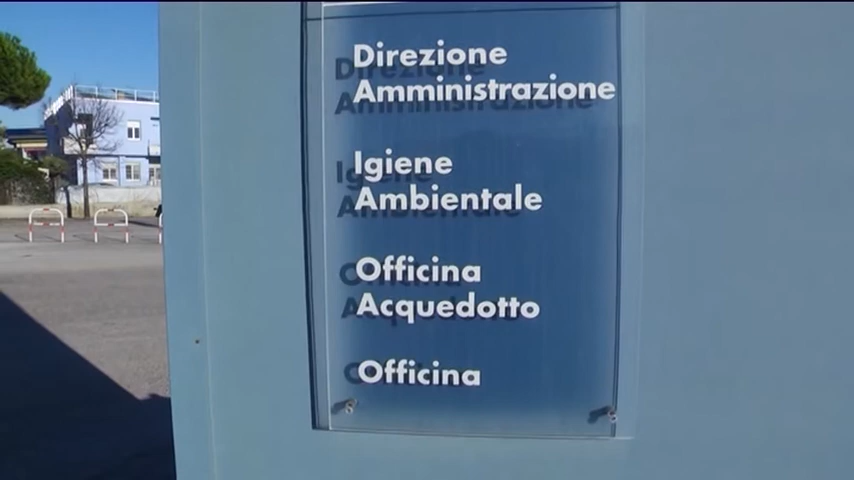 Direzione
Amministrazione
Igiene
Ambientale
Officina
Acquedotto
Officina